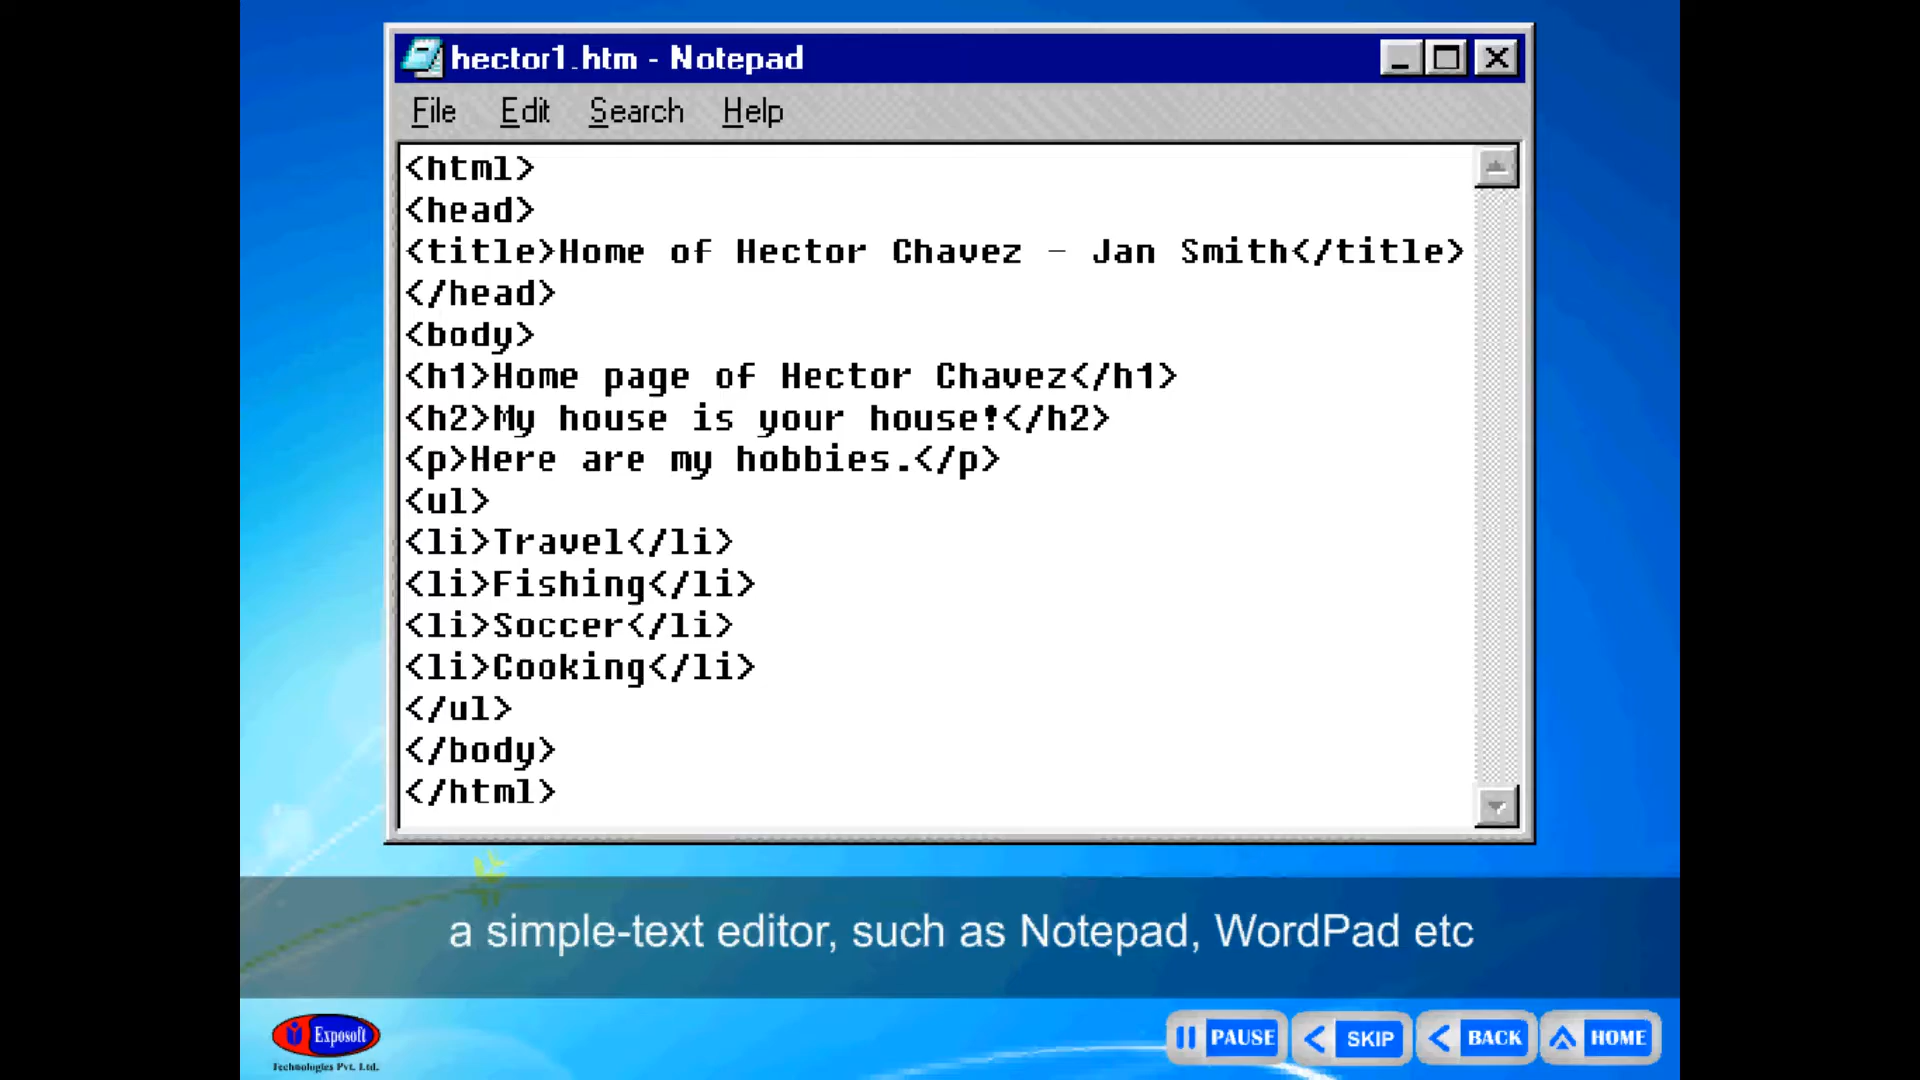 hector1.htm - Notepad
File Edit Search Help
<html>
<head>
<title>Home of Hector Chavez - Jan Smith</title>
</head>
<body>
<h1>Home page of Hector Chavez</h1>
<h2>My house is your house!</h2>
<p>Here are my hobbies.</p>
<ul>
<li>Travel</li>
<li>Fishing</li>
<li>Soccer</li>
<li>Cooking</li>
</ul>
</body>
</html>
a simple-text editor, such as Notepad, WordPad etc
Exposoft
Technologies Pvt. Ltd.
PAUSE SKIP BACK HOME